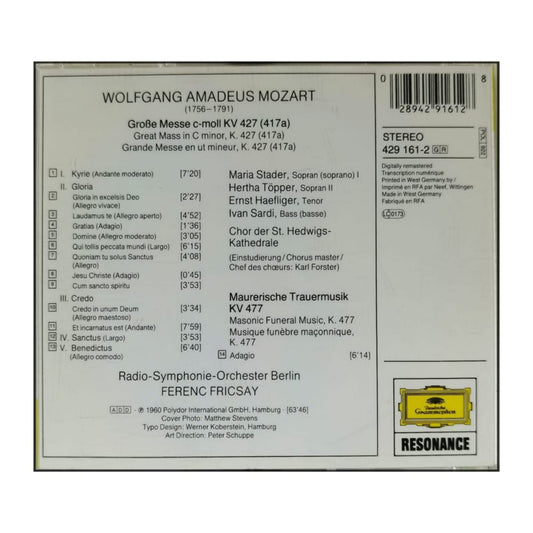 WOLFGANG AMADEUS MOZART
(1756–1791)
Große Messe c-moll KV 427 (417a)
Great Mass in C minor, K. 427 (417a)
Grande Messe en ut mineur, K. 427 (417a)
1 I. Kyrie (Andante moderato) [7'20]
II. Gloria
2 Gloria in excelsis Deo [2'27]
(Allegro vivace)
3 Laudamus te (Allegro aperto) [4'52]
4 Gratias (Adagio) [1'36]
5 Domine (Allegro moderato) [3'05]
6 Qui tollis peccata mundi (Largo) [6'15]
7 Quoniam tu solus Sanctus [4'08]
(Allegro)
8 Jesu Christe (Adagio) [0'45]
9 Cum sancto spiritu [3'53]
III. Credo
10 Credo in unum Deum [3'34]
(Allegro maestoso)
11 Et incarnatus est (Andante) [7'59]
12 IV. Sanctus (Largo) [3'53]
13 V. Benedictus [6'40]
(Allegro comodo)
Maria Stader, Sopran (soprano) I
Hertha Töpper, Sopran II
Ernst Haefliger, Tenor
Ivan Sardi, Bass (basse)
Chor der St. Hedwigs-
Kathedrale
(Einstudierung / Chorus master /
Chef des chœurs: Karl Forster)
Maurerische Trauermusik
KV 477
Masonic Funeral Music, K. 477
Musique funèbre maçonnique,
K. 477
14 Adagio [6'14]
Radio-Symphonie-Orchester Berlin
FERENC FRICSAY
ADD · ℗ 1960 Polydor International GmbH, Hamburg · [63'46]
Cover Photo: Matthew Stevens
Typo Design: Werner Koberstein, Hamburg
Art Direction: Peter Schuppe
0 28942 91612 8
STEREO
429 161-2 GR
Digitally remastered
Transcription numérique
Printed in West Germany by /
Imprimé en RFA par Neef, Wittingen
Made in West Germany
Fabriqué en RFA
LC 0173
POL. 902
Deutsche
Grammophon
RESONANCE